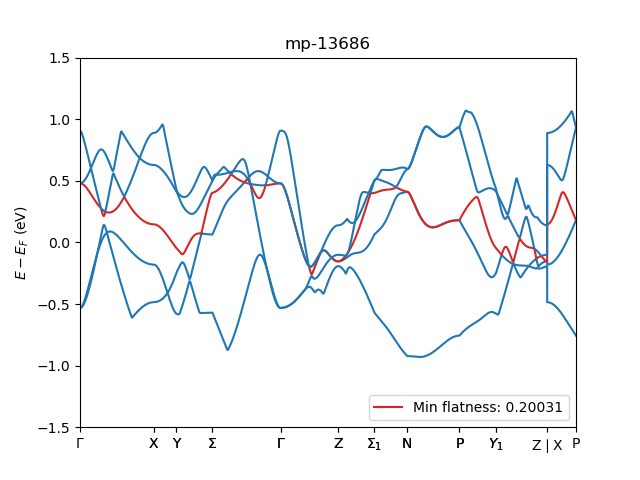 mp-13686
E − E_F (eV)
1.5
1.0
0.5
0.0
−0.5
−1.0
−1.5
Min flatness: 0.20031
Γ X Y Σ Γ Z Σ₁ N P Y₁ Z | X P